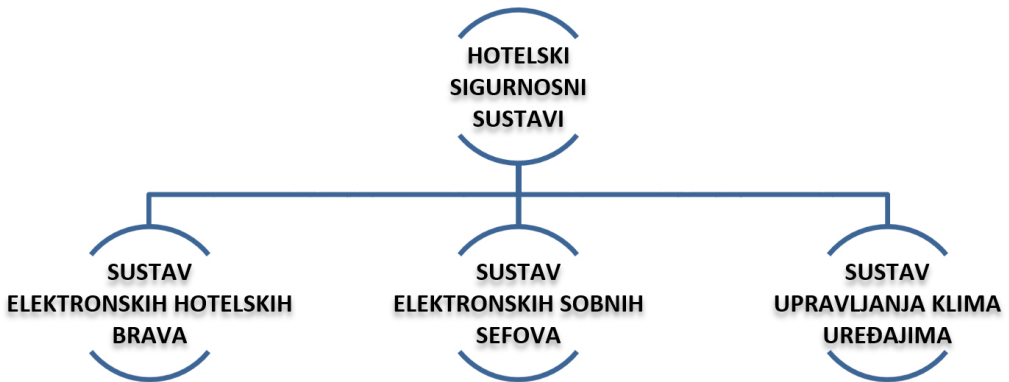 HOTELSKI
SIGURNOSNI
SUSTAVI
SUSTAV
ELEKTRONSKIH HOTELSKIH
BRAVA
SUSTAV
ELEKTRONSKIH SOBNIH
SEFOVA
SUSTAV
UPRAVLJANJA KLIMA
UREĐAJIMA